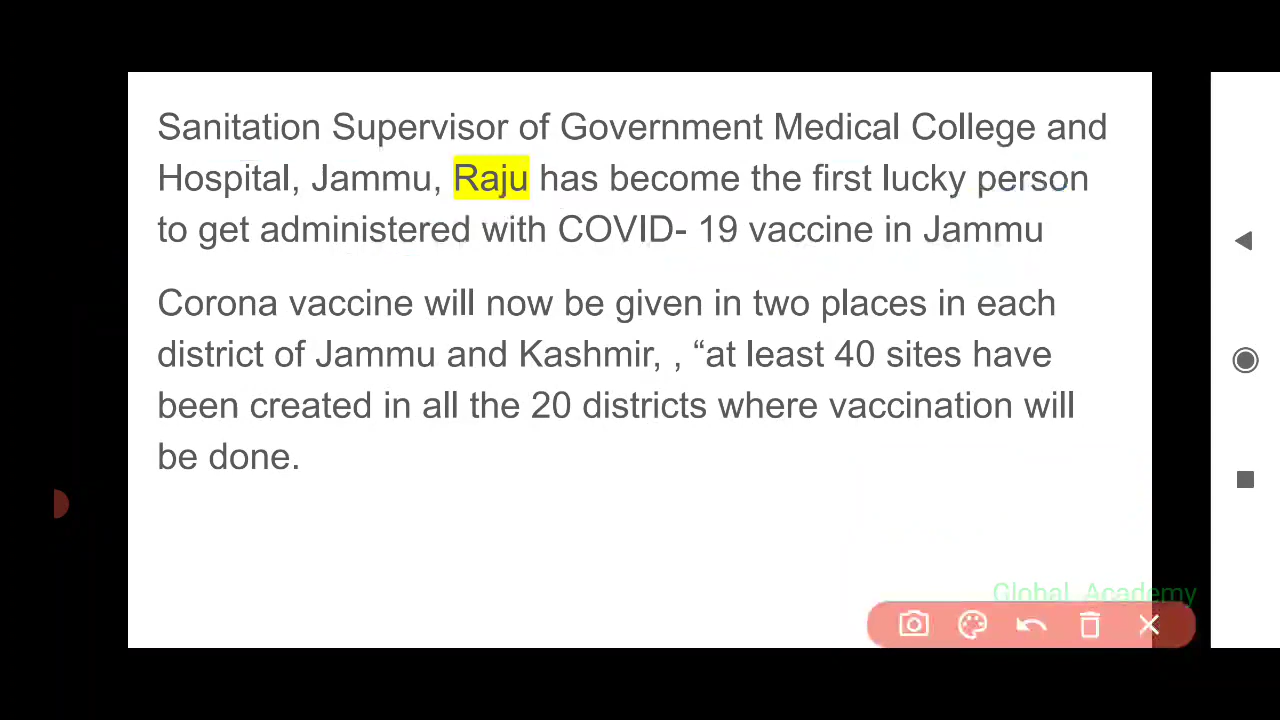 Sanitation Supervisor of Government Medical College and
Hospital, Jammu, Raju has become the first lucky person
to get administered with COVID- 19 vaccine in Jammu
Corona vaccine will now be given in two places in each
district of Jammu and Kashmir, , “at least 40 sites have
been created in all the 20 districts where vaccination will
be done.
Global Academy